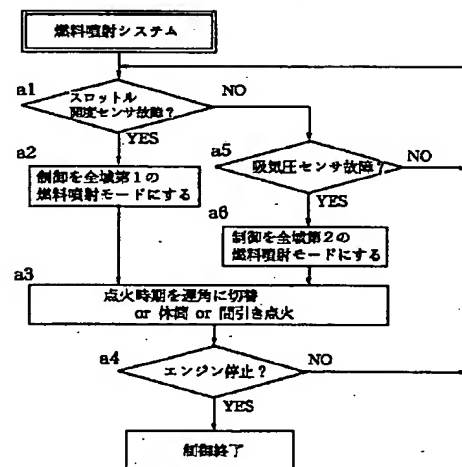 燃料噴射システム
a1
スロットル
開度センサ故障?
NO
YES
a2
a5
吸気圧センサ故障?
NO
制御を全域第1の
燃料噴射モードにする
YES
a6
制御を全域第2の
燃料噴射モードにする
a3
点火時期を遅角に切替
or 休筒 or 間引き点火
a4
エンジン停止?
NO
YES
制御終了